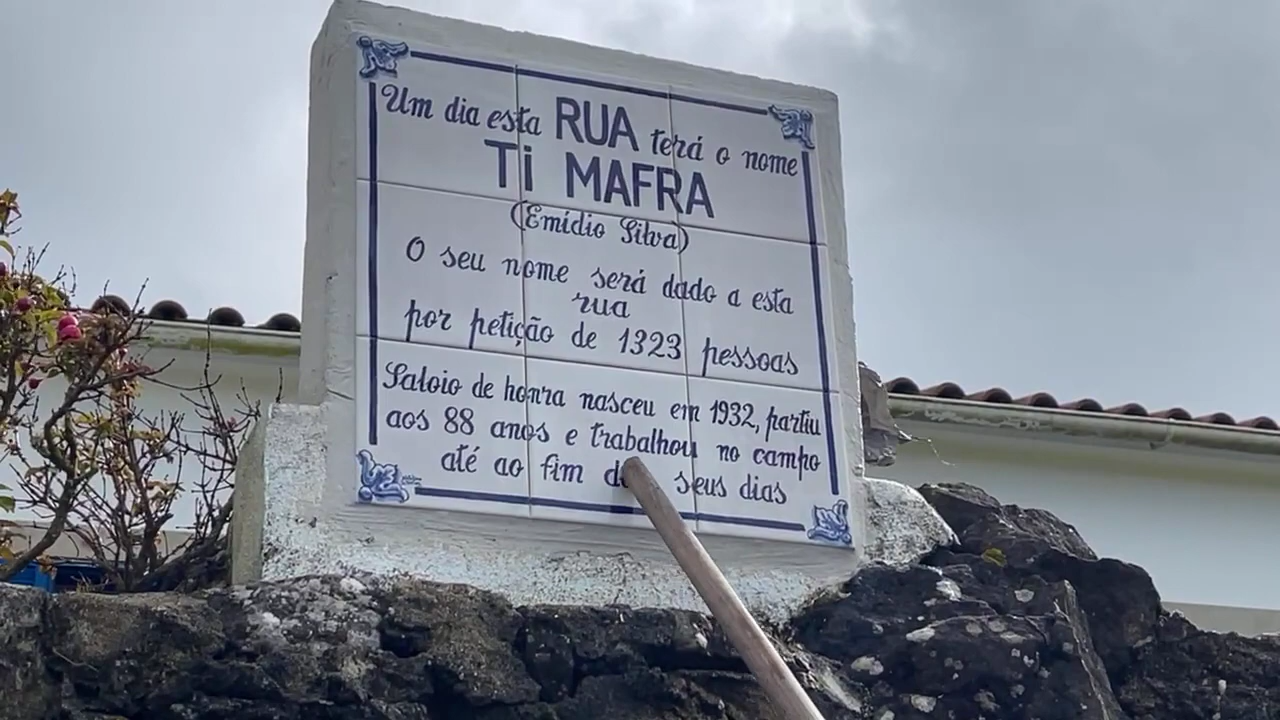 Um dia esta RUA terá o nome
Ti MAFRA
(Emídio Silva)
O seu nome será dado a esta
rua
por petição de 1323 pessoas
Saloio de honra nasceu em 1932, partiu
aos 88 anos e trabalhou no campo
até ao fim seus dias